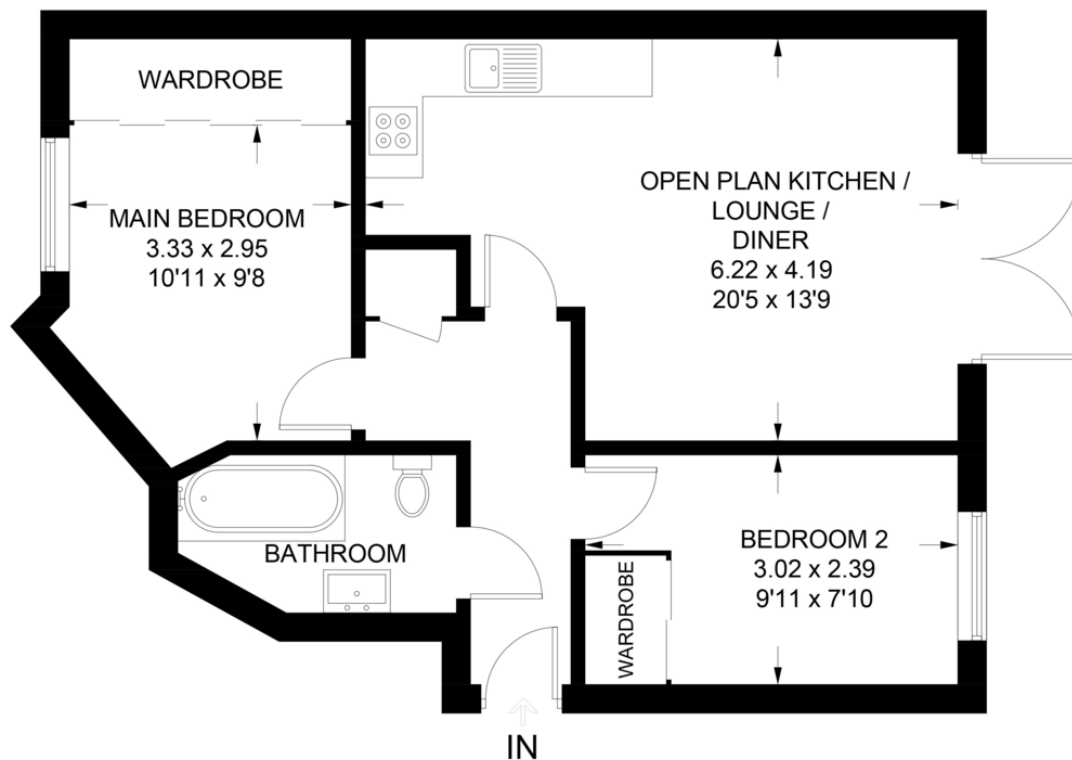 WARDROBE
MAIN BEDROOM
3.33 x 2.95
10'11 x 9'8
OPEN PLAN KITCHEN /
LOUNGE /
DINER
6.22 x 4.19
20'5 x 13'9
BATHROOM
WARDROBE
BEDROOM 2
3.02 x 2.39
9'11 x 7'10
IN